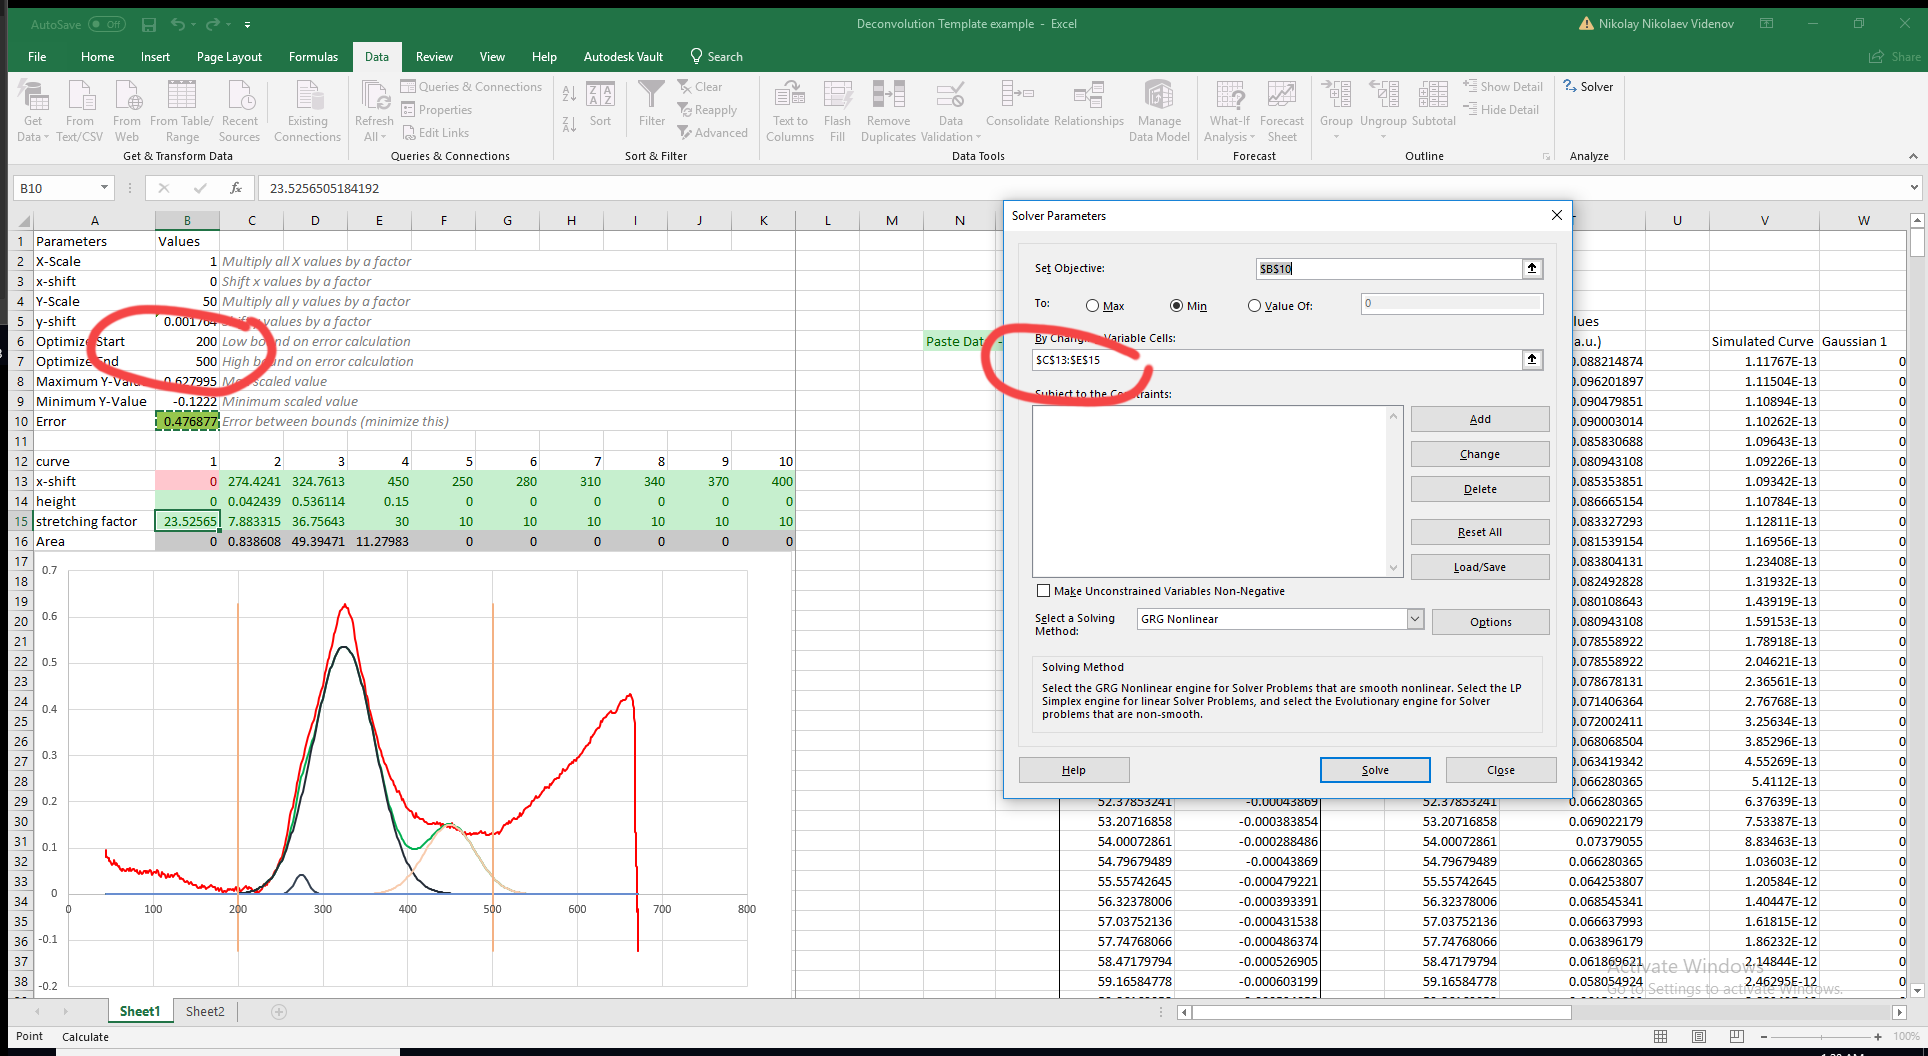 AutoSave Off
Deconvolution Template example - Excel
Nikolay Nikolaev Videnov
File Home Insert Page Layout Formulas Data Review View Help Autodesk Vault Search
Share
Get Data
From Text/CSV
From Web
From Table/ Range
Recent Sources
Existing Connections
Refresh All
Queries & Connections
Properties
Edit Links
Sort
Filter
Clear
Reapply
Advanced
Text to Columns
Flash Fill
Remove Duplicates
Data Validation
Consolidate
Relationships
Manage Data Model
What-If Analysis
Forecast Sheet
Group
Ungroup
Subtotal
Show Detail
Hide Detail
Solver
Get & Transform Data
Queries & Connections
Sort & Filter
Data Tools
Forecast
Outline
Analyze
B10 fx 23.5256505184192
A B C D E F G H I J K L M N U V W
1 Parameters Values
2 X-Scale 1 Multiply all X values by a factor
3 x-shift 0 Shift x values by a factor
4 Y-Scale 50 Multiply all y values by a factor
5 y-shift 0.001764 values by a factor
6 Optimize Start 200 Low bound on error calculation
7 Optimize End 500 High bound on error calculation
8 Maximum Y-Value 0.627995 scaled value
9 Minimum Y-Value -0.1222 Minimum scaled value
10 Error 0.476877 Error between bounds (minimize this)
11
12 curve 1 2 3 4 5 6 7 8 9 10
13 x-shift 0 274.4241 324.7613 450 250 280 310 340 370 400
14 height 0 0.042439 0.536114 0.15 0 0 0 0 0 0
15 stretching factor 23.52565 7.883315 36.75643 30 10 10 10 10 10 10
16 Area 0 0.838608 49.39471 11.27983 0 0 0 0 0 0
17
18
19
20
21
22
23
24
25
26
27
28
29
30
31
32
33
34
35
36
37
38
0.7
0.6
0.5
0.4
0.3
0.2
0.1
0
-0.1
-0.2
0 100 200 300 400 500 600 700 800
Paste Dat
Solver Parameters
Set Objective: $B$10
To: Max Min Value Of: 0
By Chang Variable Cells:
$C$13:$E$15
Subject to the Constraints:
Add
Change
Delete
Reset All
Load/Save
Make Unconstrained Variables Non-Negative
Select a Solving Method: GRG Nonlinear
Options
Solving Method
Select the GRG Nonlinear engine for Solver Problems that are smooth nonlinear. Select the LP
Simplex engine for linear Solver Problems, and select the Evolutionary engine for Solver
problems that are non-smooth.
Help Solve Close
lues
a.u.) Simulated Curve Gaussian 1
.088214874 1.11767E-13 0
.096201897 1.11504E-13 0
.090479851 1.10894E-13 0
.090003014 1.10262E-13 0
.085830688 1.09643E-13 0
.080943108 1.09226E-13 0
.085353851 1.09342E-13 0
.086665154 1.10784E-13 0
.083327293 1.12811E-13 0
.081539154 1.16956E-13 0
.083804131 1.23408E-13 0
.082492828 1.31932E-13 0
.080108643 1.43919E-13 0
.080943108 1.59153E-13 0
.078558922 1.78918E-13 0
.078558922 2.04621E-13 0
.078678131 2.36561E-13 0
.071406364 2.76768E-13 0
.072002411 3.25634E-13 0
.068068504 3.85296E-13 0
.063419342 4.55269E-13 0
.066280365 5.4112E-13 0
52.37853241 -0.00043869 52.37853241 0.066280365 6.37639E-13 0
53.20716858 -0.000383854 53.20716858 0.069022179 7.53387E-13 0
54.00072861 -0.000288486 54.00072861 0.07379055 8.83463E-13 0
54.79679489 -0.00043869 54.79679489 0.066280365 1.03603E-12 0
55.55742645 -0.000479221 55.55742645 0.064253807 1.20584E-12 0
56.32378006 -0.000393391 56.32378006 0.068545341 1.40447E-12 0
57.03752136 -0.000431538 57.03752136 0.066637993 1.61815E-12 0
57.74768066 -0.000486374 57.74768066 0.063896179 1.86232E-12 0
58.47179794 -0.000526905 58.47179794 0.061869621 2.14844E-12 0
59.16584778 -0.000603199 59.16584778 0.058054924 2.46295E-12 0
Activate Windows
Go to Settings to activate Windows.
Sheet1 Sheet2
Point Calculate
100%